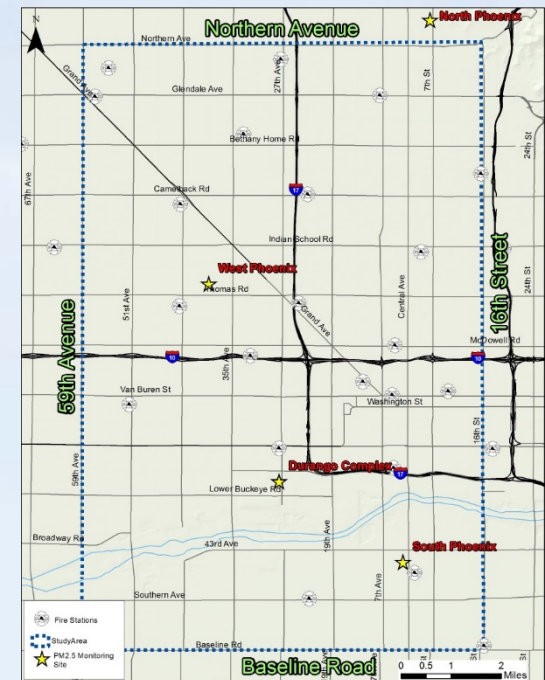 Northern Avenue
North Phoenix
Northern Ave
Grand Ave
27th Ave
7th St
Glendale Ave
Bethany Home Rd
24th St
67th Ave
Camelback Rd
17
Indian School Rd
16th Street
West Phoenix
Thomas Rd
24th St
51st Ave
Central Ave
Grand Ave
59th Avenue
McDowell Rd
10
35th Ave
10
Van Buren St
Washington St
16th St
59th Ave
Durango Complex
17
Lower Buckeye Rd
Broadway Rd
43rd Ave
19th Ave
South Phoenix
7th Ave
Southern Ave
Fire Stations
StudyArea
PM2.5 Monitoring
Site
Baseline Rd
Baseline Road
0 0.5 1 2
Miles